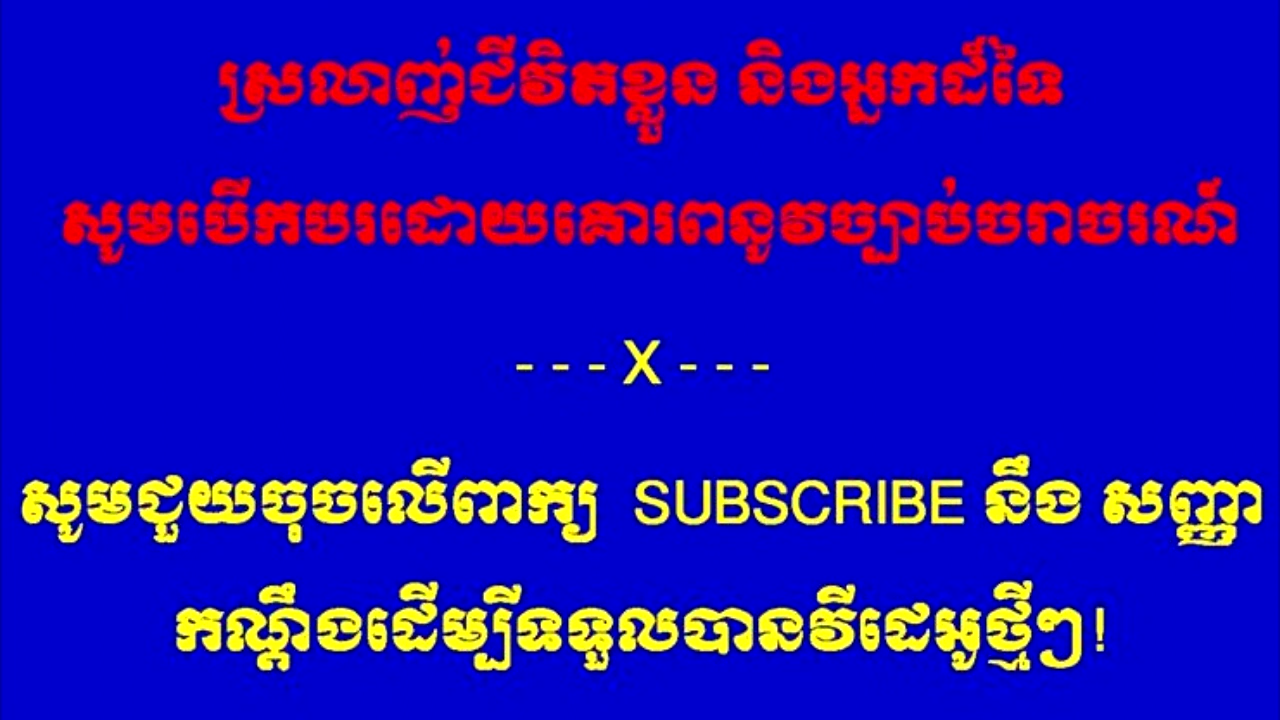 ស្រលាញ់ជីវិតខ្លួន និងអ្នកដ៏ទៃ
សូមបើកបរដោយគោរពនូវច្បាប់ចរាចរណ៍
- - - X - - -
សូមជួយចុចលើពាក្យ SUBSCRIBE នឹង សញ្ញា
កណ្ដឹងដើម្បីទទួលបានវីដេអូថ្មីៗ!